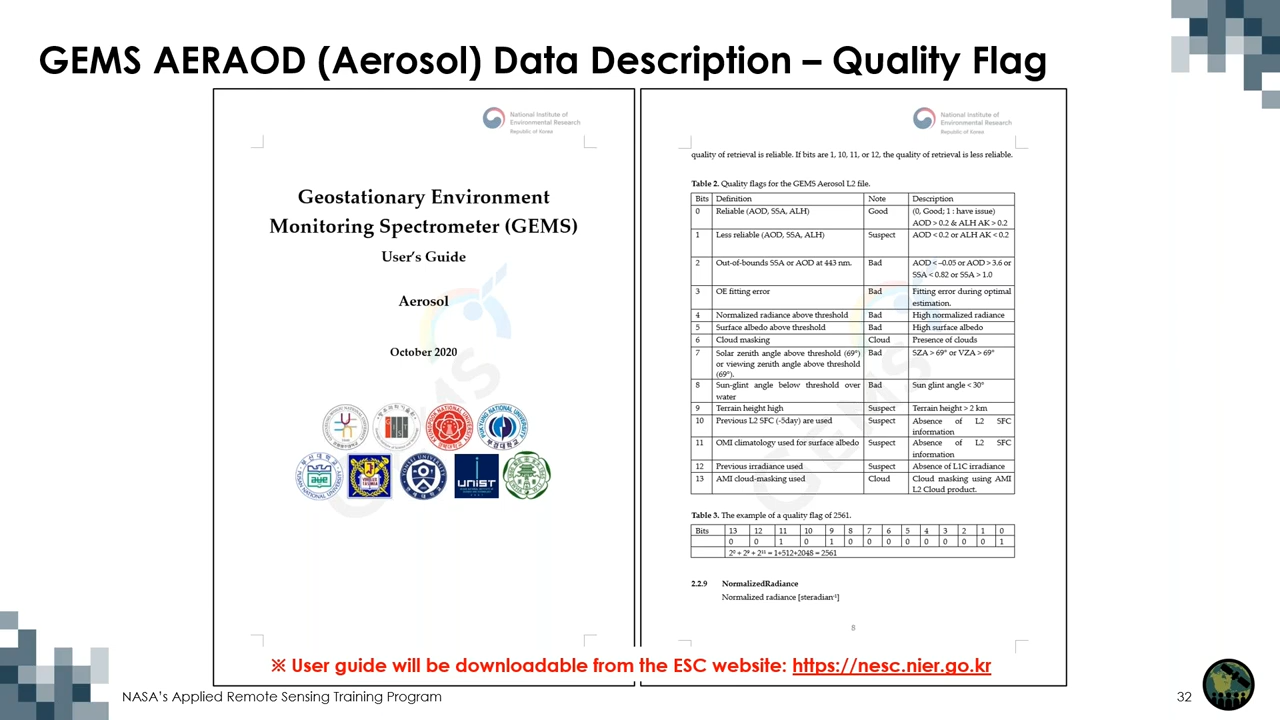 GEMS AERAOD (Aerosol) Data Description – Quality Flag
National Institute of
Environmental Research
Republic of Korea
Geostationary Environment
Monitoring Spectrometer (GEMS)
User's Guide
Aerosol
October 2020
UNIST
GEMS
National Institute of
Environmental Research
Republic of Korea
quality of retrieval is reliable. If bits are 1, 10, 11, or 12, the quality of retrieval is less reliable.
Table 2. Quality flags for the GEMS Aerosol L2 file.
Bits Definition Note Description
0 Reliable (AOD, SSA, ALH) Good (0, Good; 1 : have issue)
AOD > 0.2 & ALH AK > 0.2
1 Less reliable (AOD, SSA, ALH) Suspect AOD < 0.2 or ALH AK < 0.2
2 Out-of-bounds SSA or AOD at 443 nm. Bad AOD < –0.05 or AOD > 3.6 or
SSA < 0.82 or SSA > 1.0
3 OE fitting error Bad Fitting error during optimal
estimation.
4 Normalized radiance above threshold Bad High normalized radiance
5 Surface albedo above threshold Bad High surface albedo
6 Cloud masking Cloud Presence of clouds
7 Solar zenith angle above threshold (69°) Bad SZA > 69° or VZA > 69°
or viewing zenith angle above threshold
(69°).
8 Sun-glint angle below threshold over Bad Sun glint angle < 30°
water
9 Terrain height high Suspect Terrain height > 2 km
10 Previous L2 SFC (-5day) are used Suspect Absence of L2 SFC
information
11 OMI climatology used for surface albedo Suspect Absence of L2 SFC
information
12 Previous irradiance used Suspect Absence of L1C irradiance
13 AMI cloud-masking used Cloud Cloud masking using AMI
L2 Cloud product.
GEMS
Table 3. The example of a quality flag of 2561.
Bits 13 12 11 10 9 8 7 6 5 4 3 2 1 0
0 0 1 0 1 0 0 0 0 0 0 0 0 1
2⁰ + 2⁹ + 2¹¹ = 1+512+2048 = 2561
2.2.9 NormalizedRadiance
Normalized radiance [steradian⁻¹]
8
※ User guide will be downloadable from the ESC website: https://nesc.nier.go.kr
NASA's Applied Remote Sensing Training Program
32